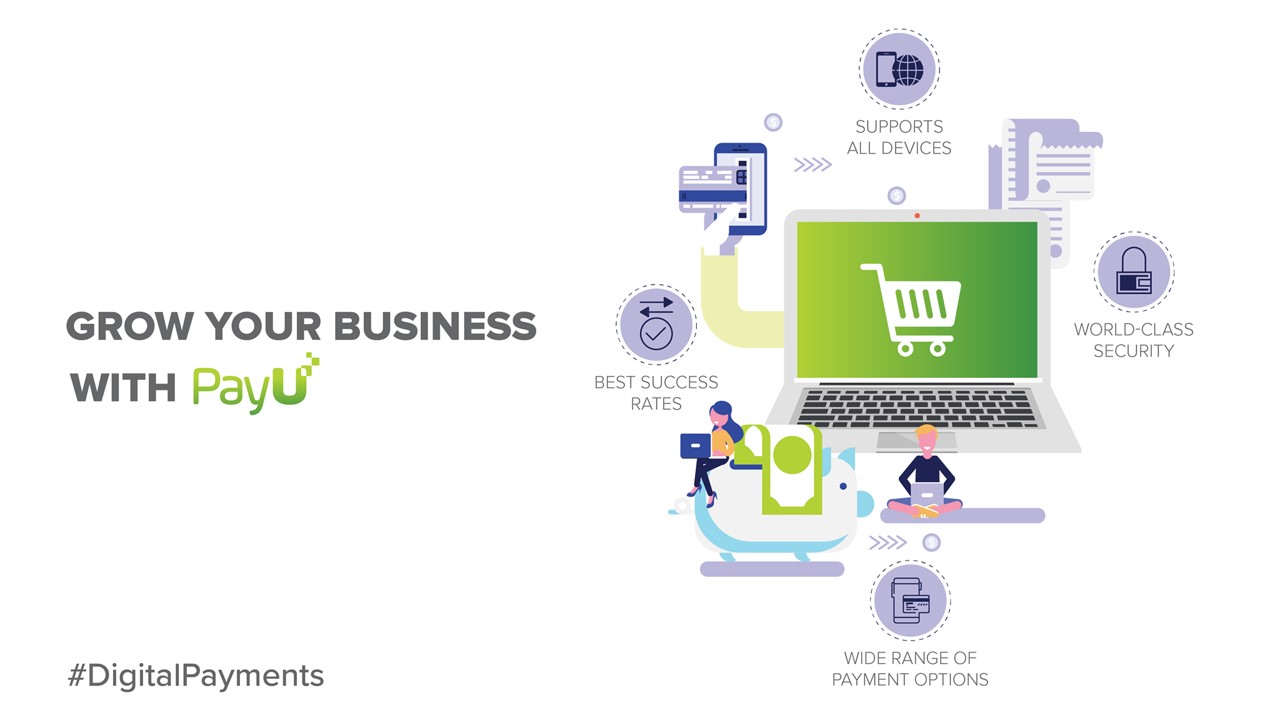 GROW YOUR BUSINESS
WITH PayU
#DigitalPayments
SUPPORTS
ALL DEVICES
WORLD-CLASS
SECURITY
BEST SUCCESS
RATES
WIDE RANGE OF
PAYMENT OPTIONS